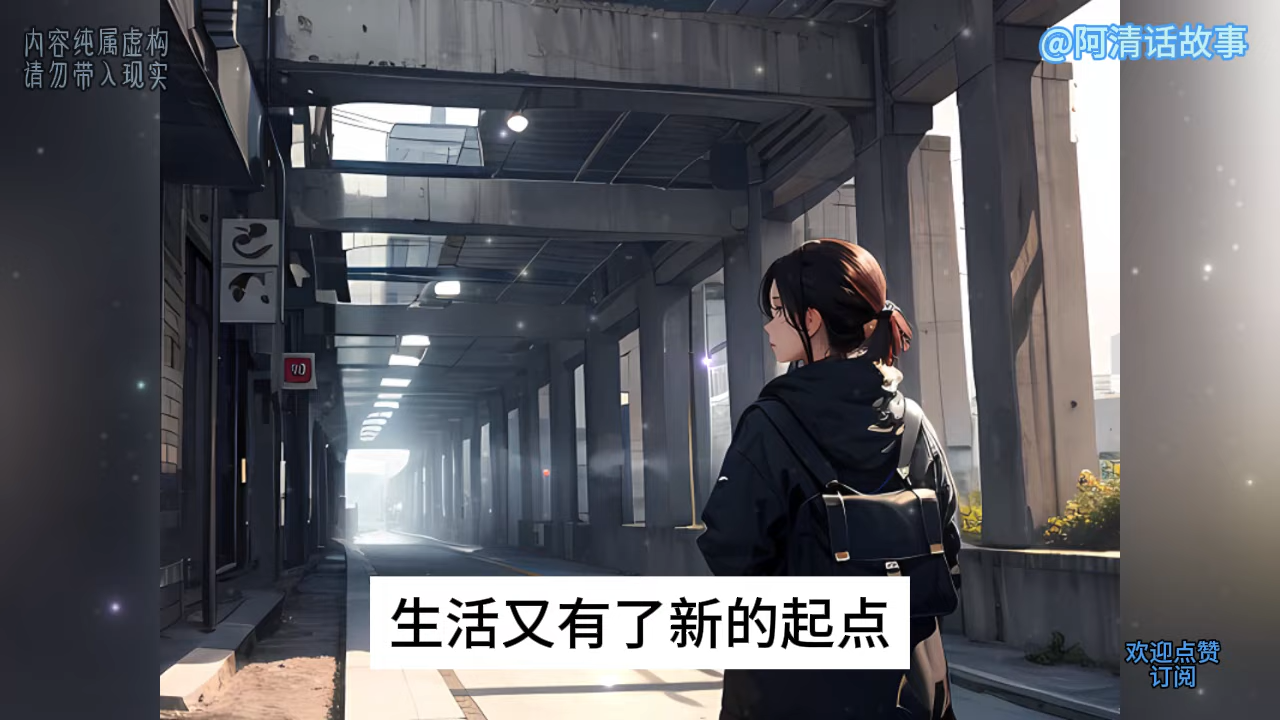 内容纯属虚构
请勿带入现实
@阿清话故事
生活又有了新的起点
欢迎点赞
订阅